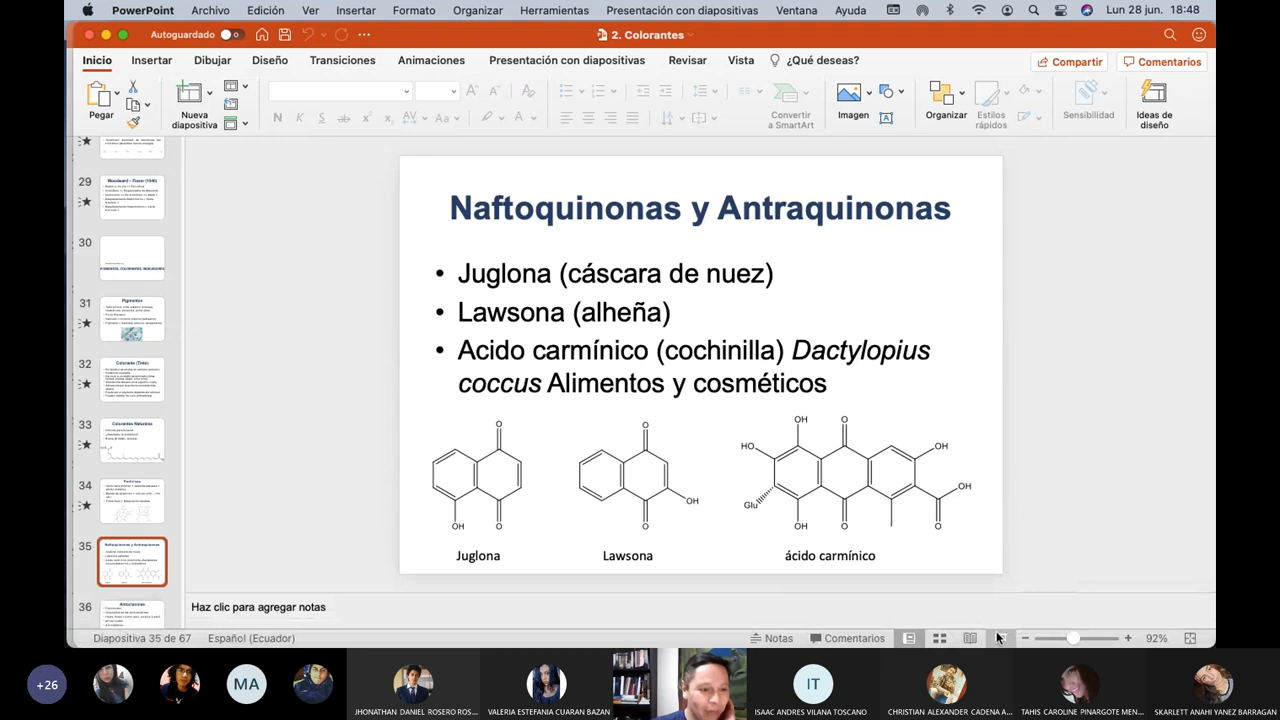 PowerPoint Archivo Edición Ver Insertar Formato Organizar Herramientas Presentación con diapositivas Ventana Ayuda Lun 28 jun. 18:48
Autoguardado 2. Colorantes
Inicio Insertar Dibujar Diseño Transiciones Animaciones Presentación con diapositivas Revisar Vista ¿Qué deseas? Compartir Comentarios
Pegar
Nueva diapositiva
Convertir a SmartArt
Imagen
Organizar
Estilos rápidos
Sensibilidad
Ideas de diseño
29
Woodward - Fieser (1940)
30
31
Pigmentos
32
Colorante (Tinte)
33
Colorantes Naturales
34
Porfirinas
35
Naftoquinonas y Antraquinonas
36
Antocianinas
Naftoquinonas y Antraquinonas
• Juglona (cáscara de nuez)
• Lawsona (alheña)
• Acido carmínico (cochinilla) Dactylopius
coccus Alimentos y cosméticos
O
OH O
Juglona
O
OH
O
Lawsona
OH O
HO OH
OH
Glu
OH O O
ácido carmínico
Haz clic para agregar notas
Diapositiva 35 de 67 Español (Ecuador) Notas Comentarios 92%
+26
MA
IT
JHONATHAN DANIEL ROSERO ROS...
VALERIA ESTEFANIA CUARAN BAZAN
ISAAC ANDRES VILANA TOSCANO
CHRISTIAN ALEXANDER CADENA A...
TAHIS CAROLINE PINARGOTE MEN...
SKARLETT ANAHI YANEZ BARRAGAN